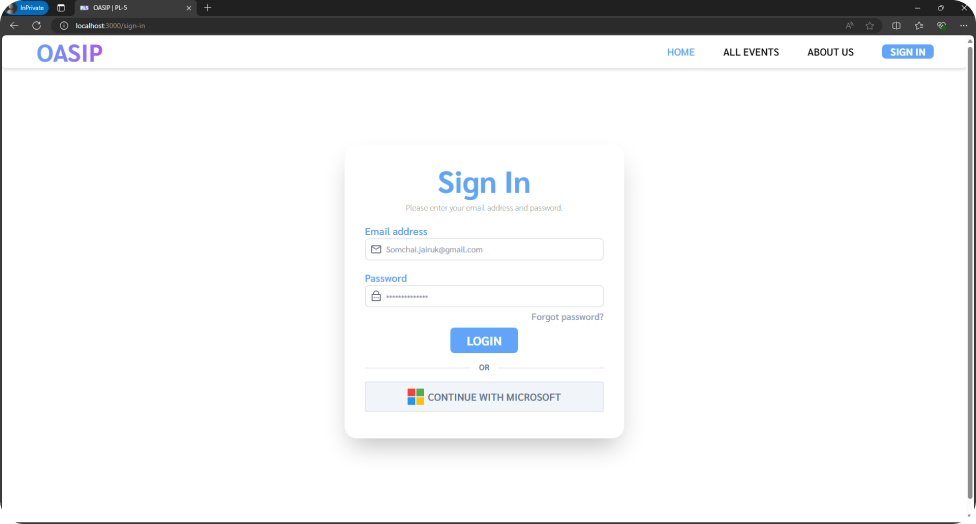 InPrivate
OASIP | PL-5
localhost:3000/sign-in
OASIP
HOME
ALL EVENTS
ABOUT US
SIGN IN
Sign In
Please enter your email address and password.
Email address
Somchai.jairuk@gmail.com
Password
Forgot password?
LOGIN
OR
CONTINUE WITH MICROSOFT